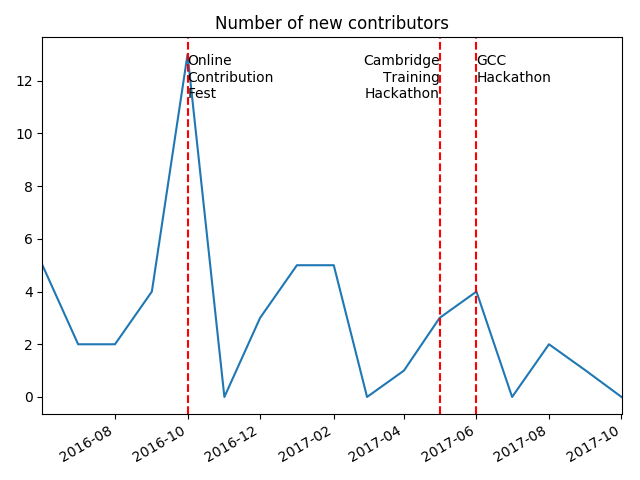 Number of new contributors
Online
Contribution
Fest
Cambridge
Training
Hackathon
GCC
Hackathon
12
10
8
6
4
2
0
2016-08
2016-10
2016-12
2017-02
2017-04
2017-06
2017-08
2017-10